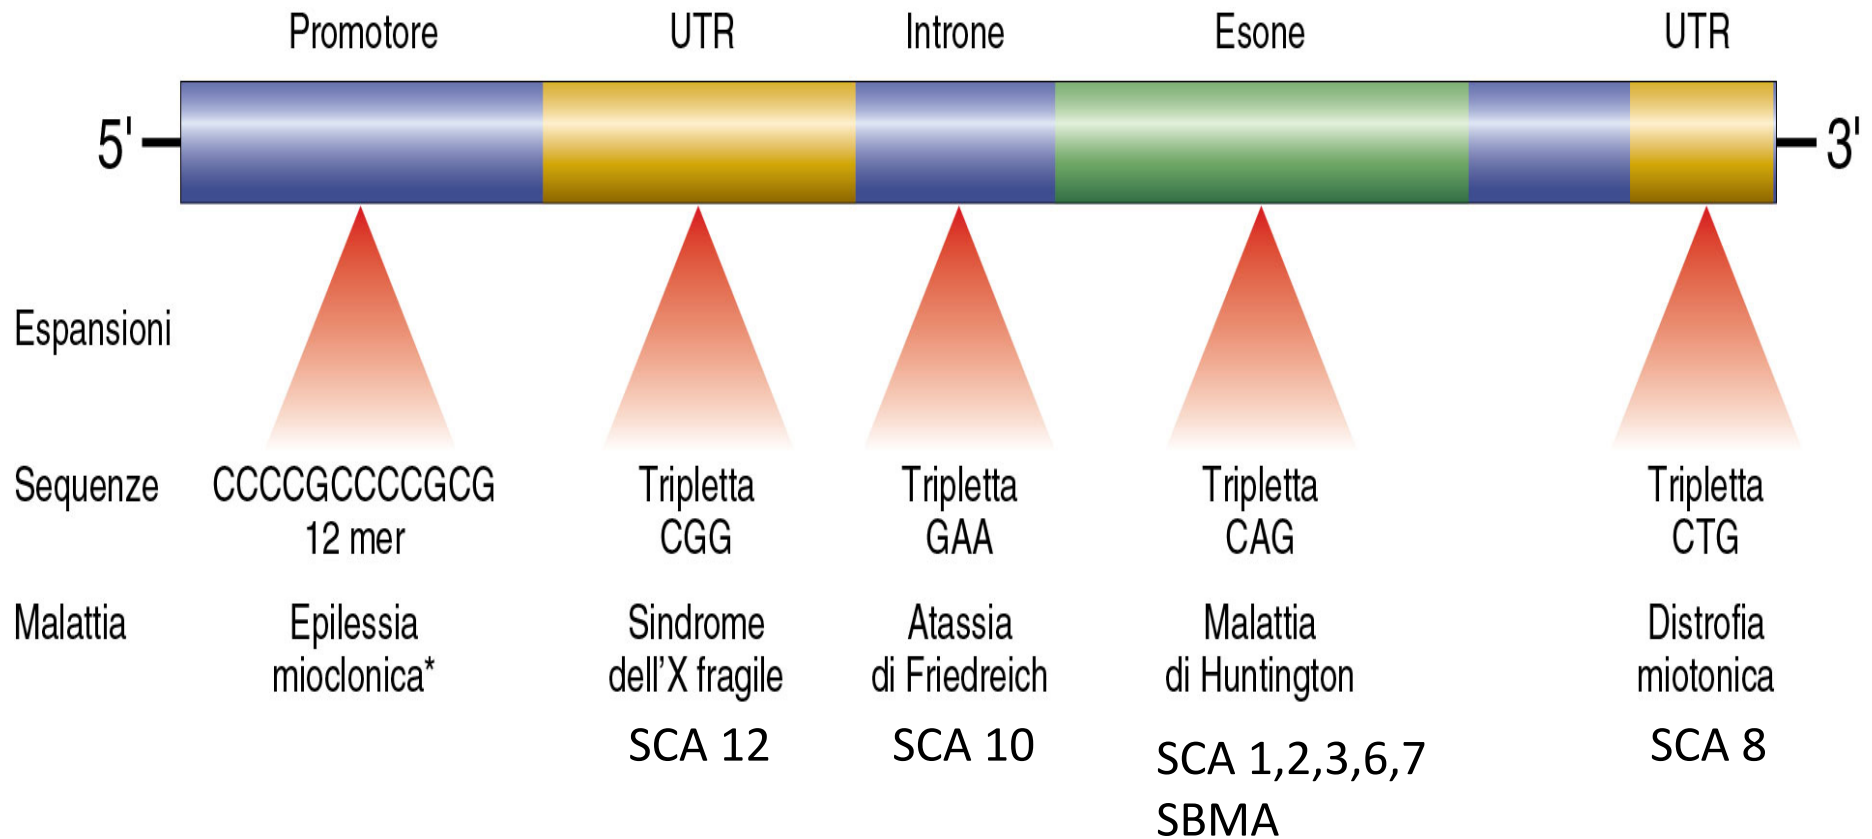 Promotore UTR Introne Esone UTR
5' 3'
Espansioni
Sequenze CCCCGCCCCGCG Tripletta Tripletta Tripletta Tripletta
12 mer CGG GAA CAG CTG
Malattia Epilessia Sindrome Atassia Malattia Distrofia
mioclonica* dell'X fragile di Friedreich di Huntington miotonica
SCA 12 SCA 10 SCA 1,2,3,6,7 SCA 8
SBMA